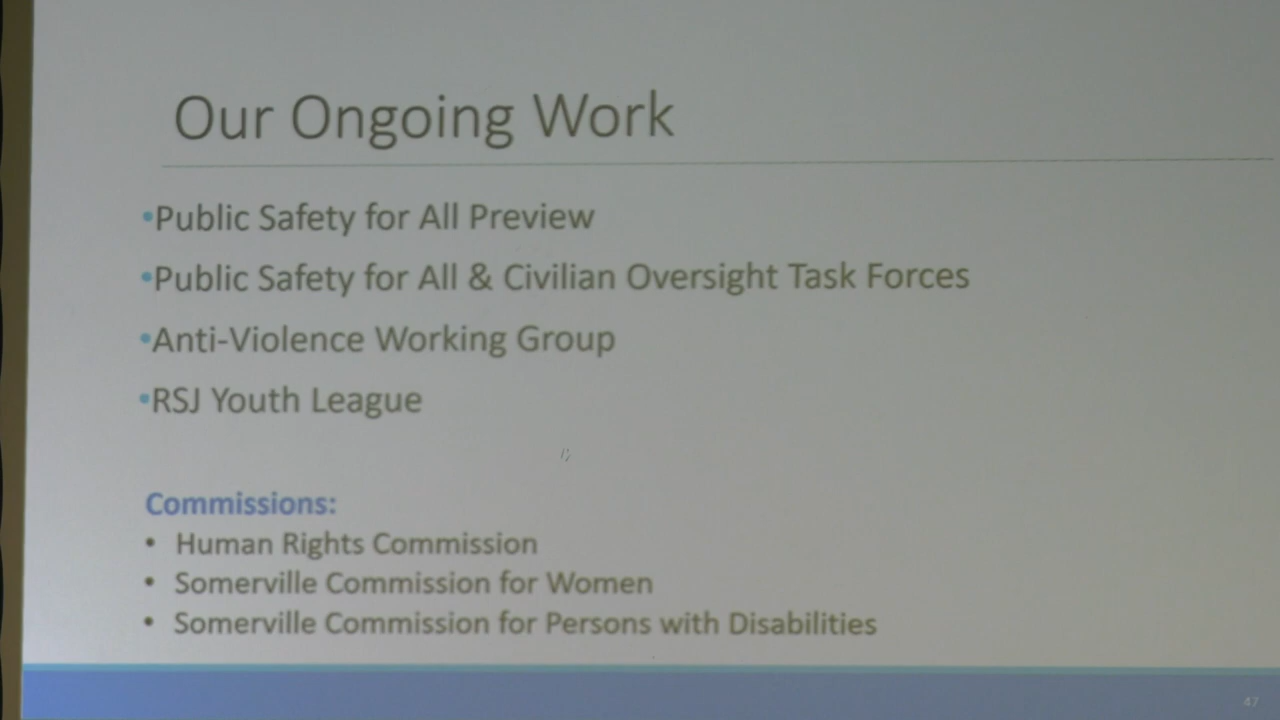 Our Ongoing Work
•Public Safety for All Preview
•Public Safety for All & Civilian Oversight Task Forces
•Anti-Violence Working Group
•RSJ Youth League
Commissions:
• Human Rights Commission
• Somerville Commission for Women
• Somerville Commission for Persons with Disabilities
47